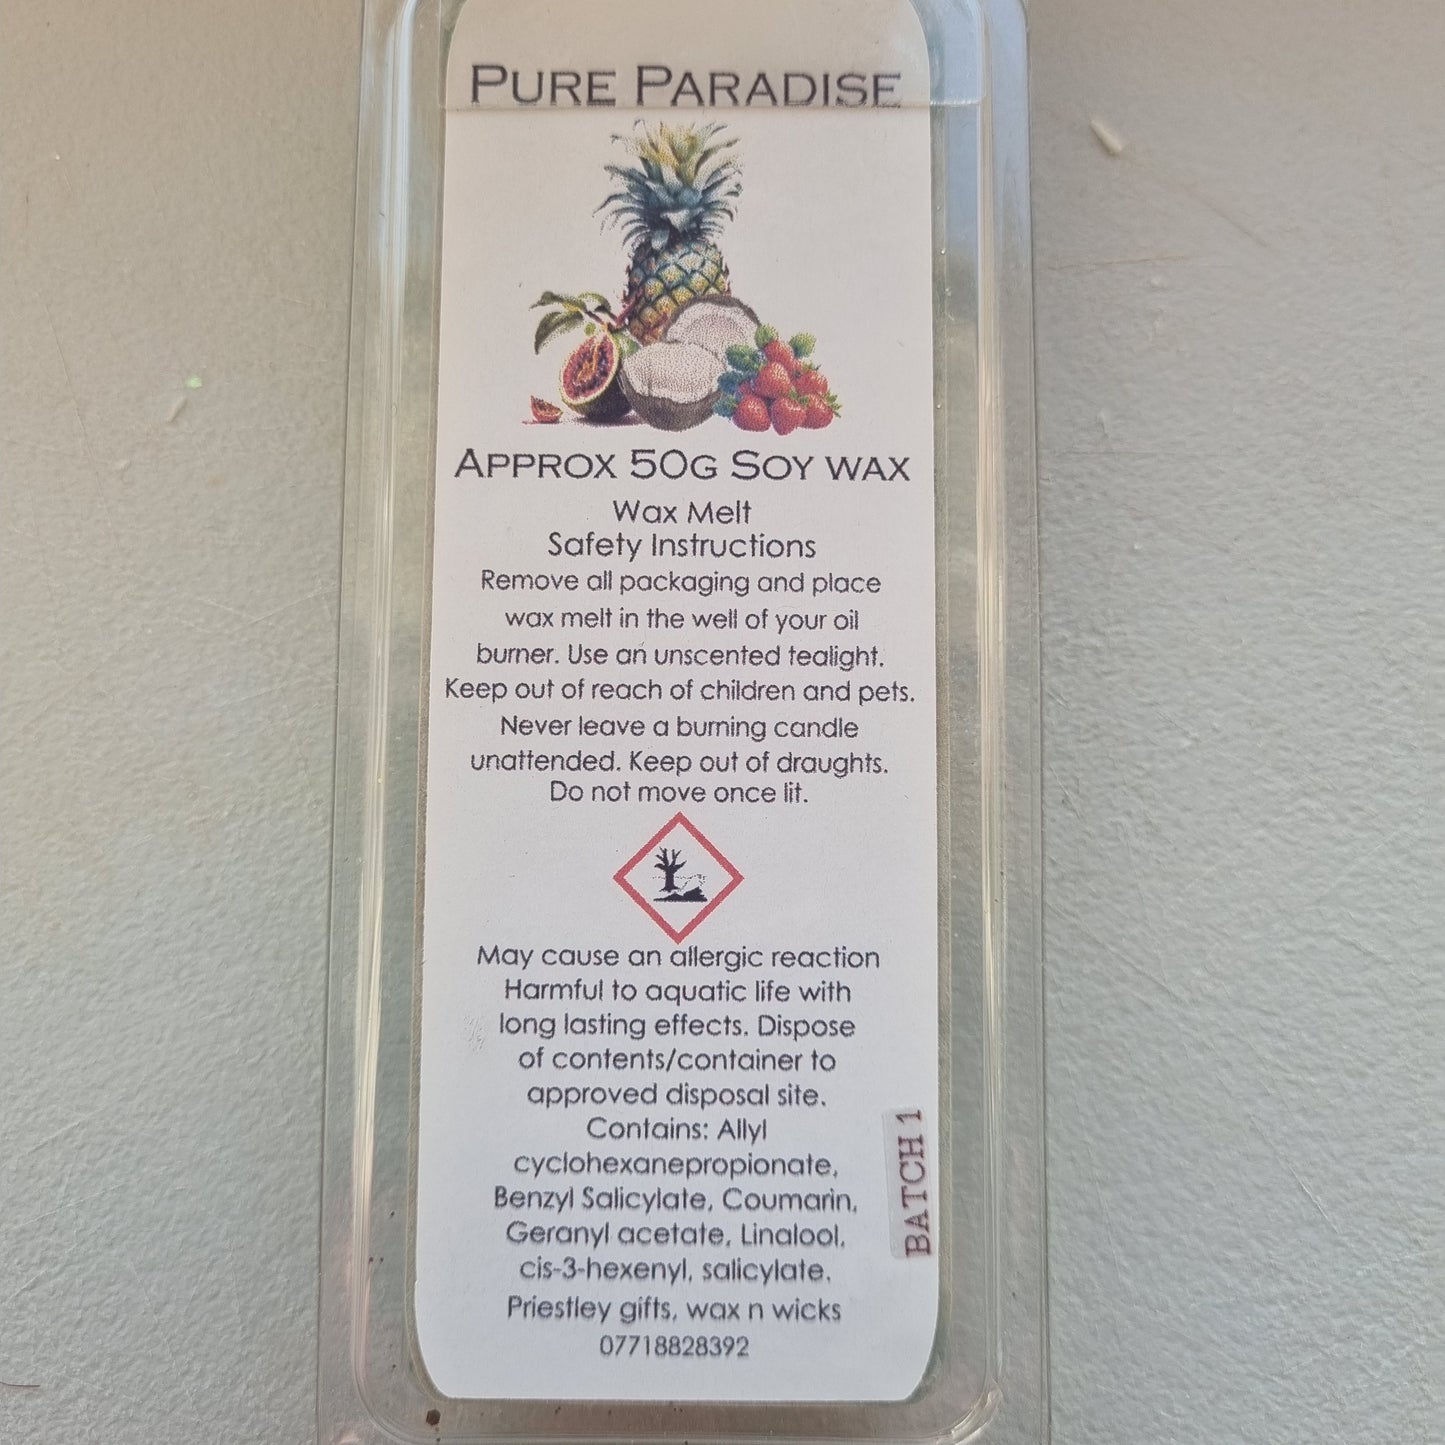 PURE PARADISE
APPROX 50G SOY WAX
Wax Melt
Safety Instructions
Remove all packaging and place
wax melt in the well of your oil
burner. Use an unscented tealight.
Keep out of reach of children and pets.
Never leave a burning candle
unattended. Keep out of draughts.
Do not move once lit.
May cause an allergic reaction
Harmful to aquatic life with
long lasting effects. Dispose
of contents/container to
approved disposal site.
Contains: Allyl
cyclohexanepropionate,
Benzyl Salicylate, Coumarin,
Geranyl acetate, Linalool,
cis-3-hexenyl, salicylate.
Priestley gifts, wax n wicks
07718828392
BATCH 1